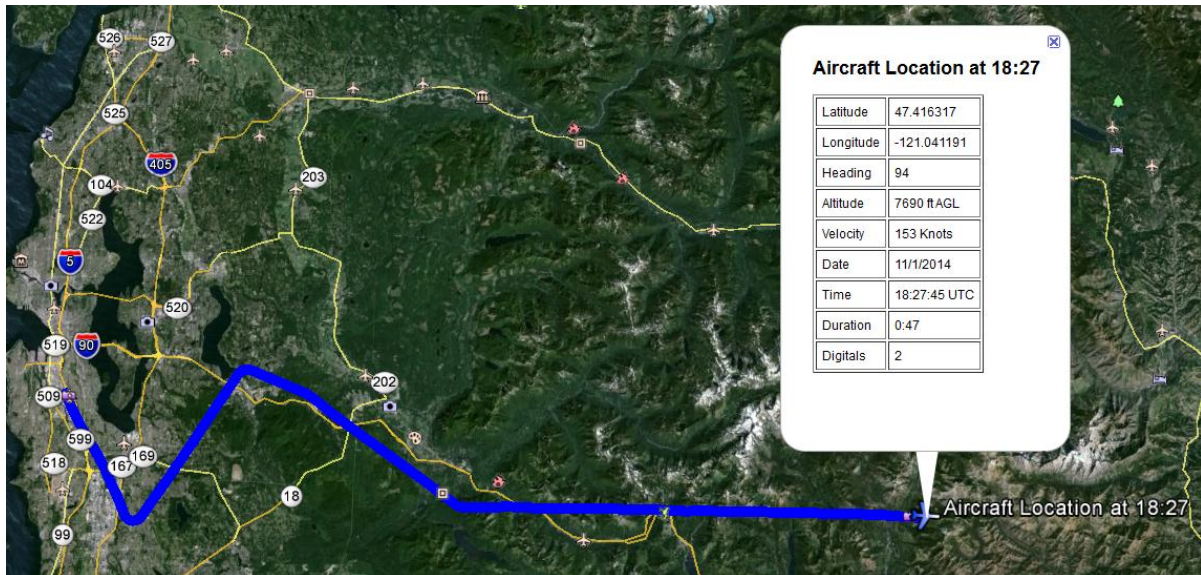 526
527
525
405
104
203
522
5
520
519
90
202
509
599
169
167
518
18
99
Aircraft Location at 18:27
Latitude 47.416317
Longitude -121.041191
Heading 94
Altitude 7690 ftAGL
Velocity 153 Knots
Date 11/1/2014
Time 18:27:45 UTC
Duration 0:47
Digitals 2
Aircraft Location at 18:27